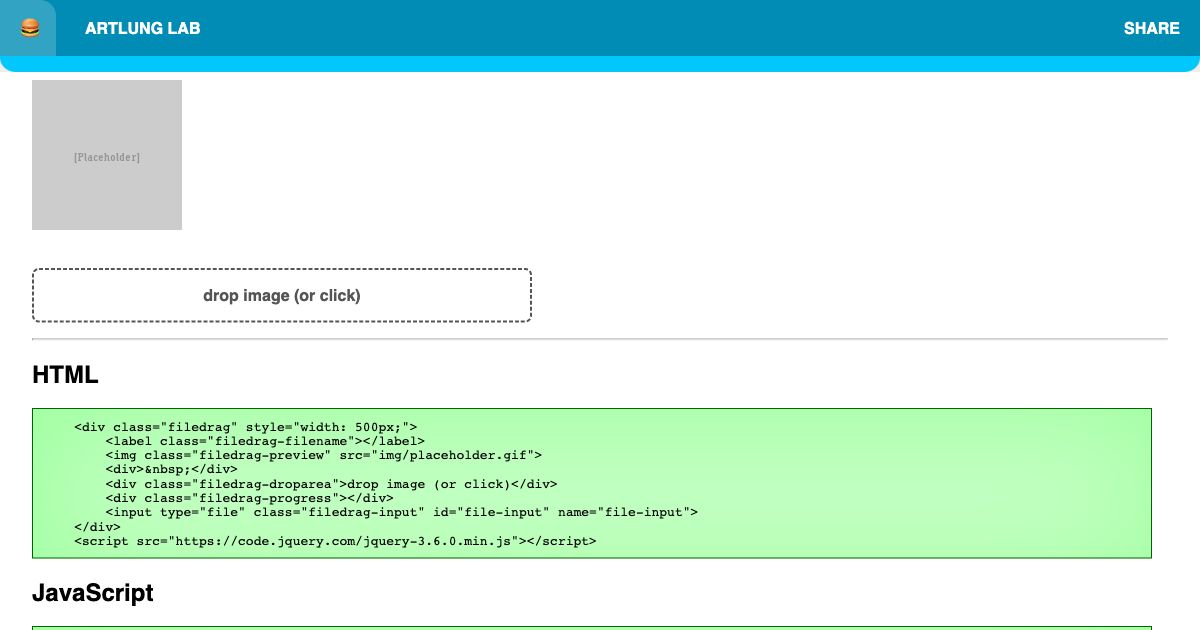 ARTLUNG LAB
SHARE
[Placeholder]
drop image (or click)
HTML
<div class="filedrag" style="width: 500px;">
    <label class="filedrag-filename"></label>
    <img class="filedrag-preview" src="img/placeholder.gif">
    <div>&nbsp;</div>
    <div class="filedrag-droparea">drop image (or click)</div>
    <div class="filedrag-progress"></div>
    <input type="file" class="filedrag-input" id="file-input" name="file-input">
</div>
<script src="https://code.jquery.com/jquery-3.6.0.min.js"></script>
JavaScript